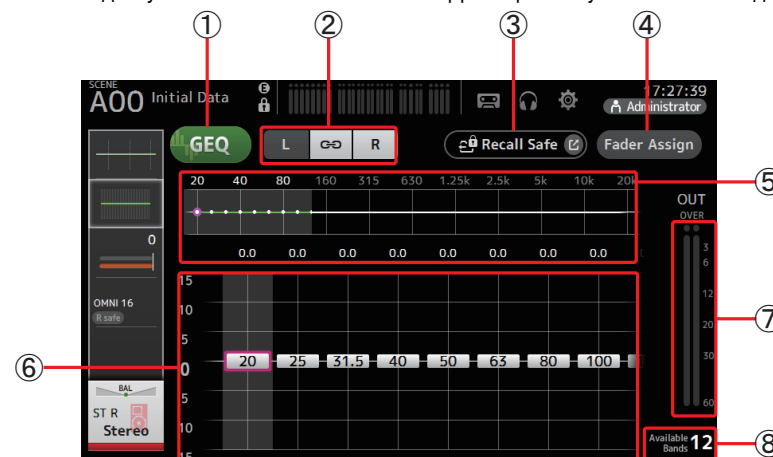 ① ② ③ ④
SCENE
A00 Initial Data
E
17:27:39
Administrator
GEQ
L R
Recall Safe
Fader Assign
20 40 80 160 315 630 1.25k 2.5k 5k 10k 20k
⑤
OUT
OVER
0
0.0 0.0 0.0 0.0 0.0 0.0 0.0 0.0
3
6
12
20
30
60
⑦
OMNI 16
R safe
15
10
5
0
5
10
15
⑥
20 25 31.5 40 50 63 80 100
BAL
ST R
Stereo
Available
Bands 12
⑧